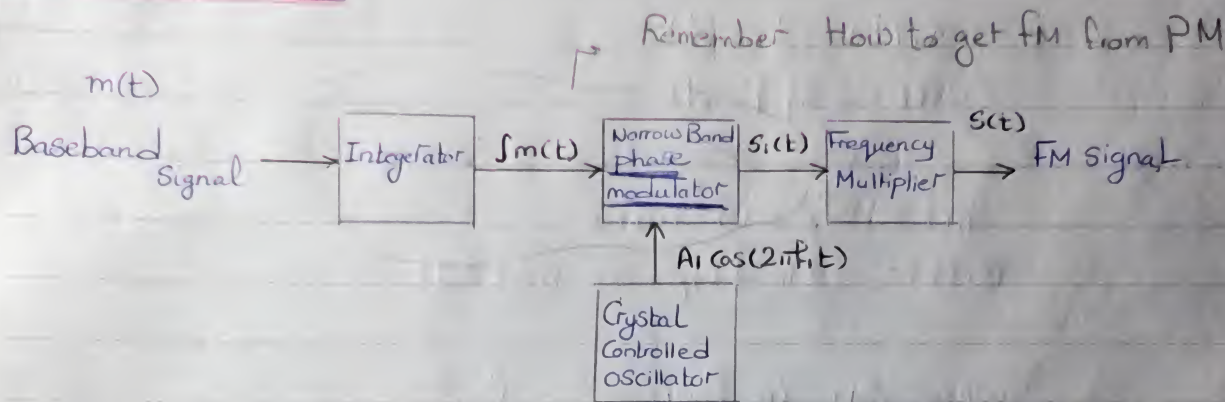 Remember How to get fM from PM
m(t)
Baseband
Signal
Integerator
∫m(t)
Narrow Band
phase
modulator
S₁(t)
Frequency
Multiplier
S(t)
FM Signal.
A₁ Cos(2πf₁t)
Crystal
Controlled
Oscillator